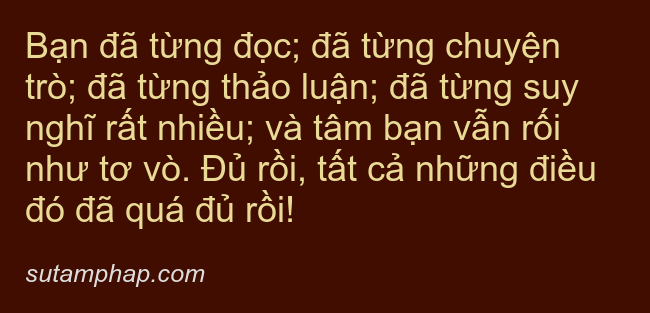 Bạn đã từng đọc; đã từng chuyện
trò; đã từng thảo luận; đã từng suy
nghĩ rất nhiều; và tâm bạn vẫn rối
như tơ vò. Đủ rồi, tất cả những điều
đó đã quá đủ rồi!
sutamphap.com